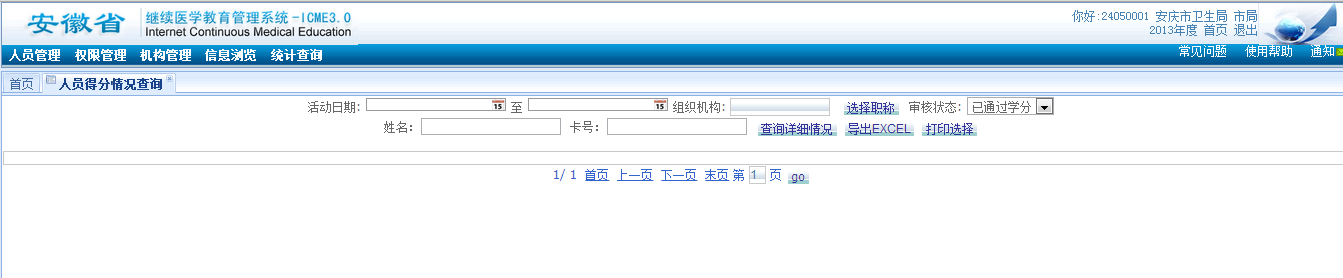 安徽省 继续医学教育管理系统-ICME3.0
Internet Continuous Medical Education
你好:24050001 安庆市卫生局 市局
2013年度 首页 退出
人员管理 权限管理 机构管理 信息浏览 统计查询
常见问题 使用帮助 通知
首页 人员得分情况查询
活动日期: 15 至 15 组织机构: 选择职称 审核状态: 已通过学分
姓名: 卡号: 查询详细情况 导出EXCEL 打印选择
1/ 1 首页 上一页 下一页 末页 第 1 页 go